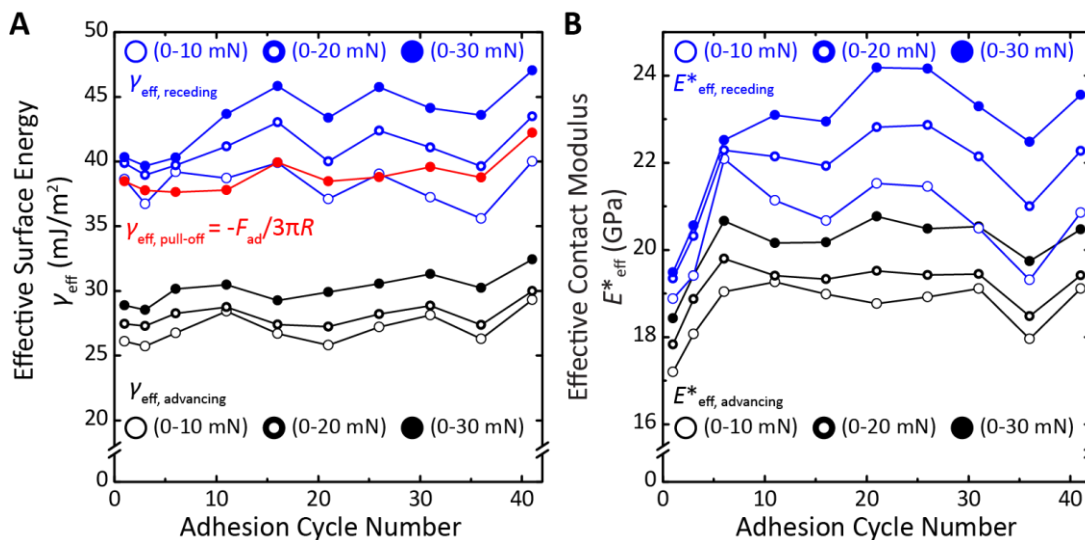 A
50
45
40
35
30
25
20
0
Effective Surface Energy
γeff (mJ/m²)
(0-10 mN) (0-20 mN) (0-30 mN)
γeff, receding
γeff, pull-off = -Fad/3πR
γeff, advancing
(0-10 mN) (0-20 mN) (0-30 mN)
0 10 20 30 40
Adhesion Cycle Number
B
24
22
20
18
16
0
Effective Contact Modulus
E*eff (GPa)
(0-10 mN) (0-20 mN) (0-30 mN)
E*eff, receding
E*eff, advancing
(0-10 mN) (0-20 mN) (0-30 mN)
0 10 20 30 40
Adhesion Cycle Number